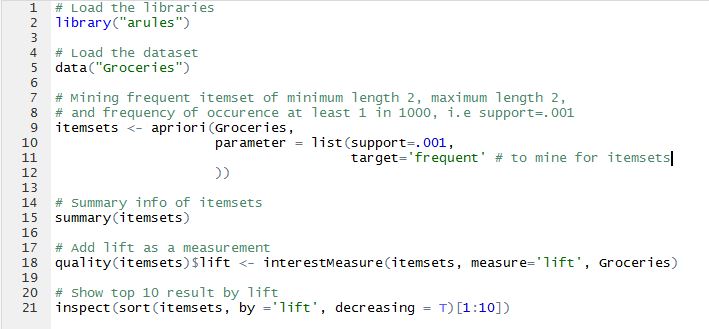 1 # Load the libraries
2 library("arules")
3
4 # Load the dataset
5 data("Groceries")
6
7 # Mining frequent itemset of minimum length 2, maximum length 2,
8 # and frequency of occurence at least 1 in 1000, i.e support=.001
9 itemsets <- apriori(Groceries,
10 parameter = list(support=.001,
11 target='frequent' # to mine for itemsets
12 ))
13
14 # Summary info of itemsets
15 summary(itemsets)
16
17 # Add lift as a measurement
18 quality(itemsets)$lift <- interestMeasure(itemsets, measure='lift', Groceries)
19
20 # Show top 10 result by lift
21 inspect(sort(itemsets, by ='lift', decreasing = T)[1:10])